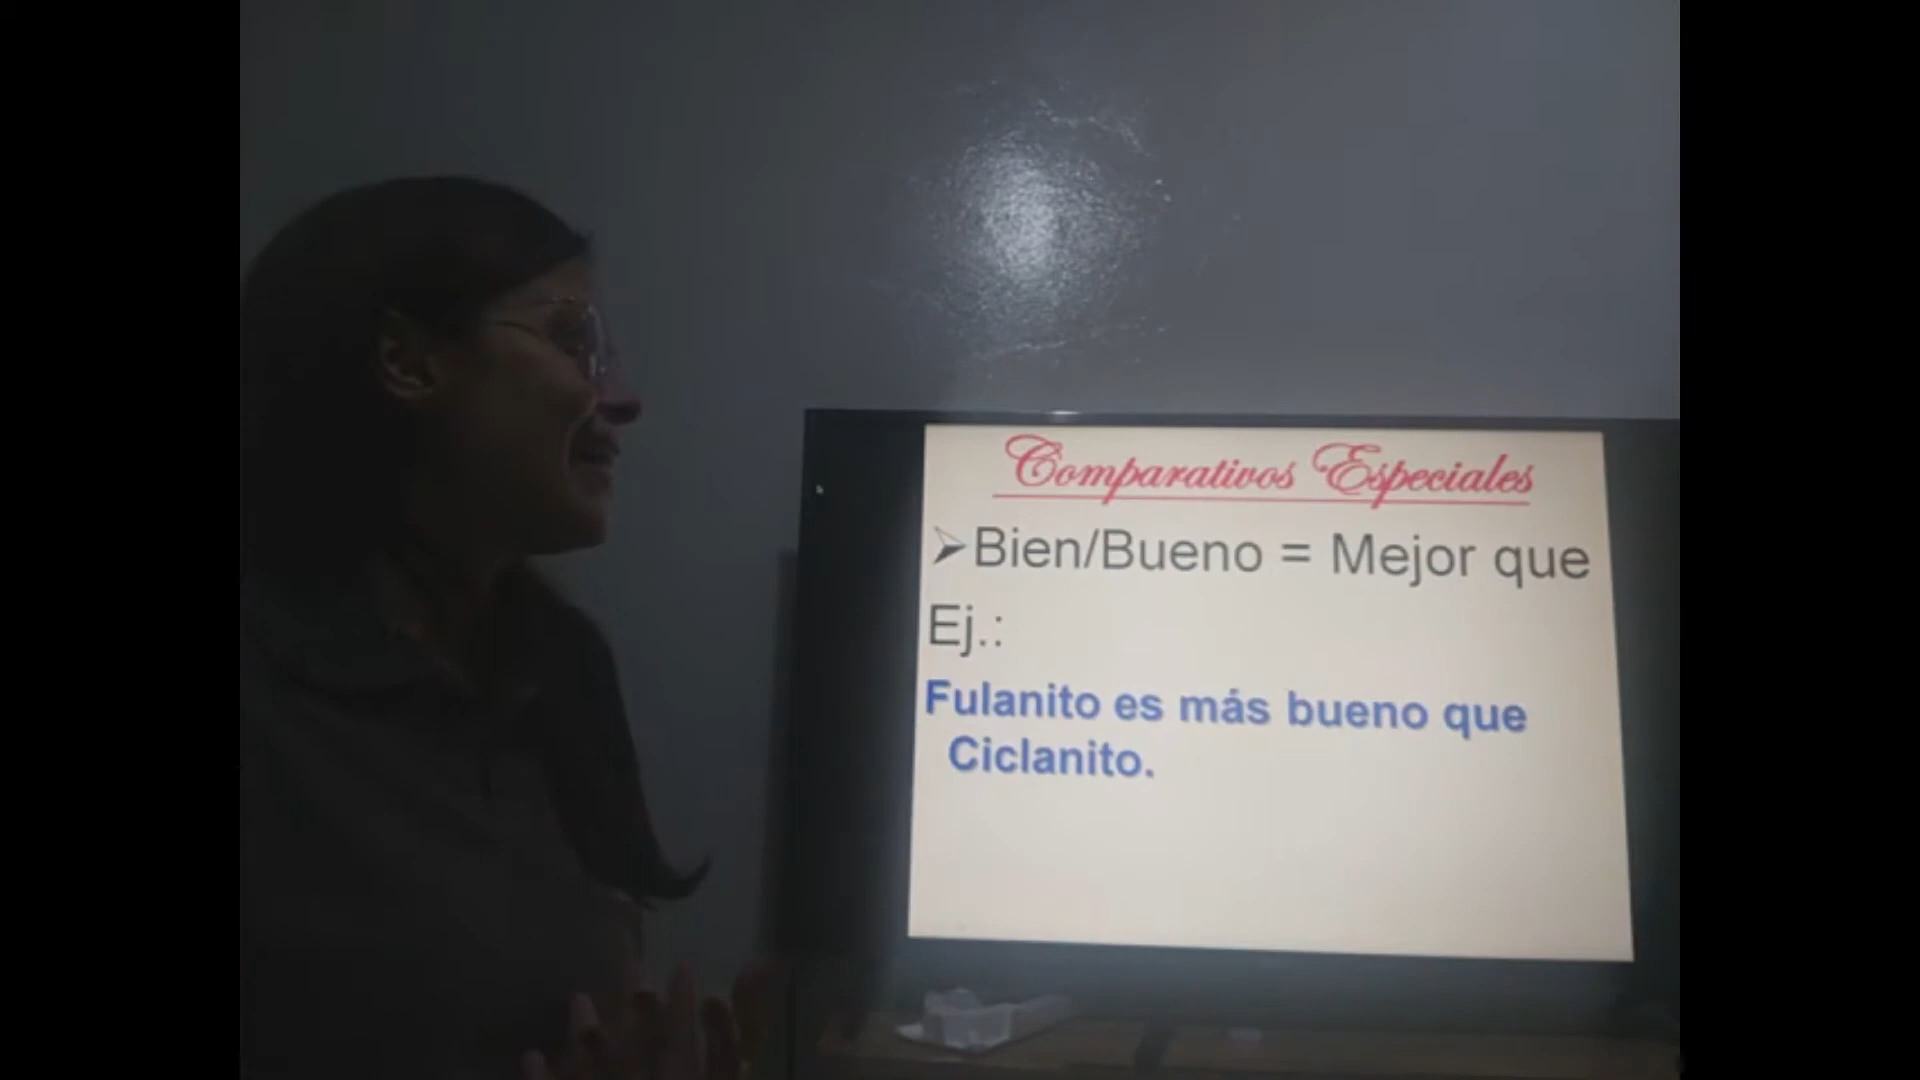 Comparativos Especiales
➢Bien/Bueno = Mejor que
Ej.:
Fulanito es más bueno que
Ciclanito.